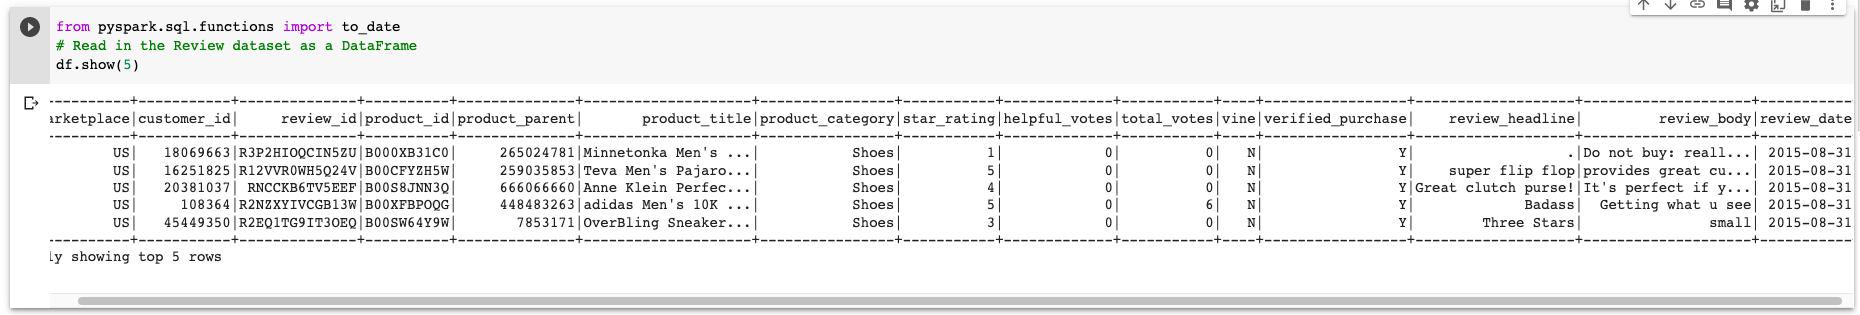 from pyspark.sql.functions import to_date
# Read in the Review dataset as a DataFrame
df.show(5)
----------+-----------+---------------+----------+--------------+--------------------+----------------+-----------+-------------+-----------+----+-----------------+--------------------+--------------------+-----------
arketplace|customer_id|     review_id|product_id|product_parent|       product_title|product_category|star_rating|helpful_votes|total_votes|vine|verified_purchase|     review_headline|         review_body|review_date
----------+-----------+---------------+----------+--------------+--------------------+----------------+-----------+-------------+-----------+----+-----------------+--------------------+--------------------+-----------
        US|   18069663|R3P2HIOQCIN5ZU|B000XB31C0|     265024781|Minnetonka Men's ...|           Shoes|          1|            0|          0|   N|                Y|                   .|Do not buy: reall...| 2015-08-31
        US|   16251825|R12VVR0WH5Q24V|B00CFYZH5W|     259035853|Teva Men's Pajaro...|           Shoes|          5|            0|          0|   N|                Y|     super flip flop|provides great cu...| 2015-08-31
        US|   20381037| RNCCKB6TV5EEF|B00S8JNN3Q|     666066660|Anne Klein Perfec...|           Shoes|          4|            0|          0|   N|                Y|Great clutch purse!|It's perfect if y...| 2015-08-31
        US|     108364|R2NZXYIVCGB13W|B00XFBPOQG|     448483263|adidas Men's 10K ...|           Shoes|          5|            0|          6|   N|                Y|              Badass|  Getting what u see| 2015-08-31
        US|   45449350|R2EQ1TG9IT3OEQ|B00SW64Y9W|       7853171|OverBling Sneaker...|           Shoes|          3|            0|          0|   N|                Y|         Three Stars|               small| 2015-08-31
----------+-----------+---------------+----------+--------------+--------------------+----------------+-----------+-------------+-----------+----+-----------------+--------------------+--------------------+-----------
ly showing top 5 rows